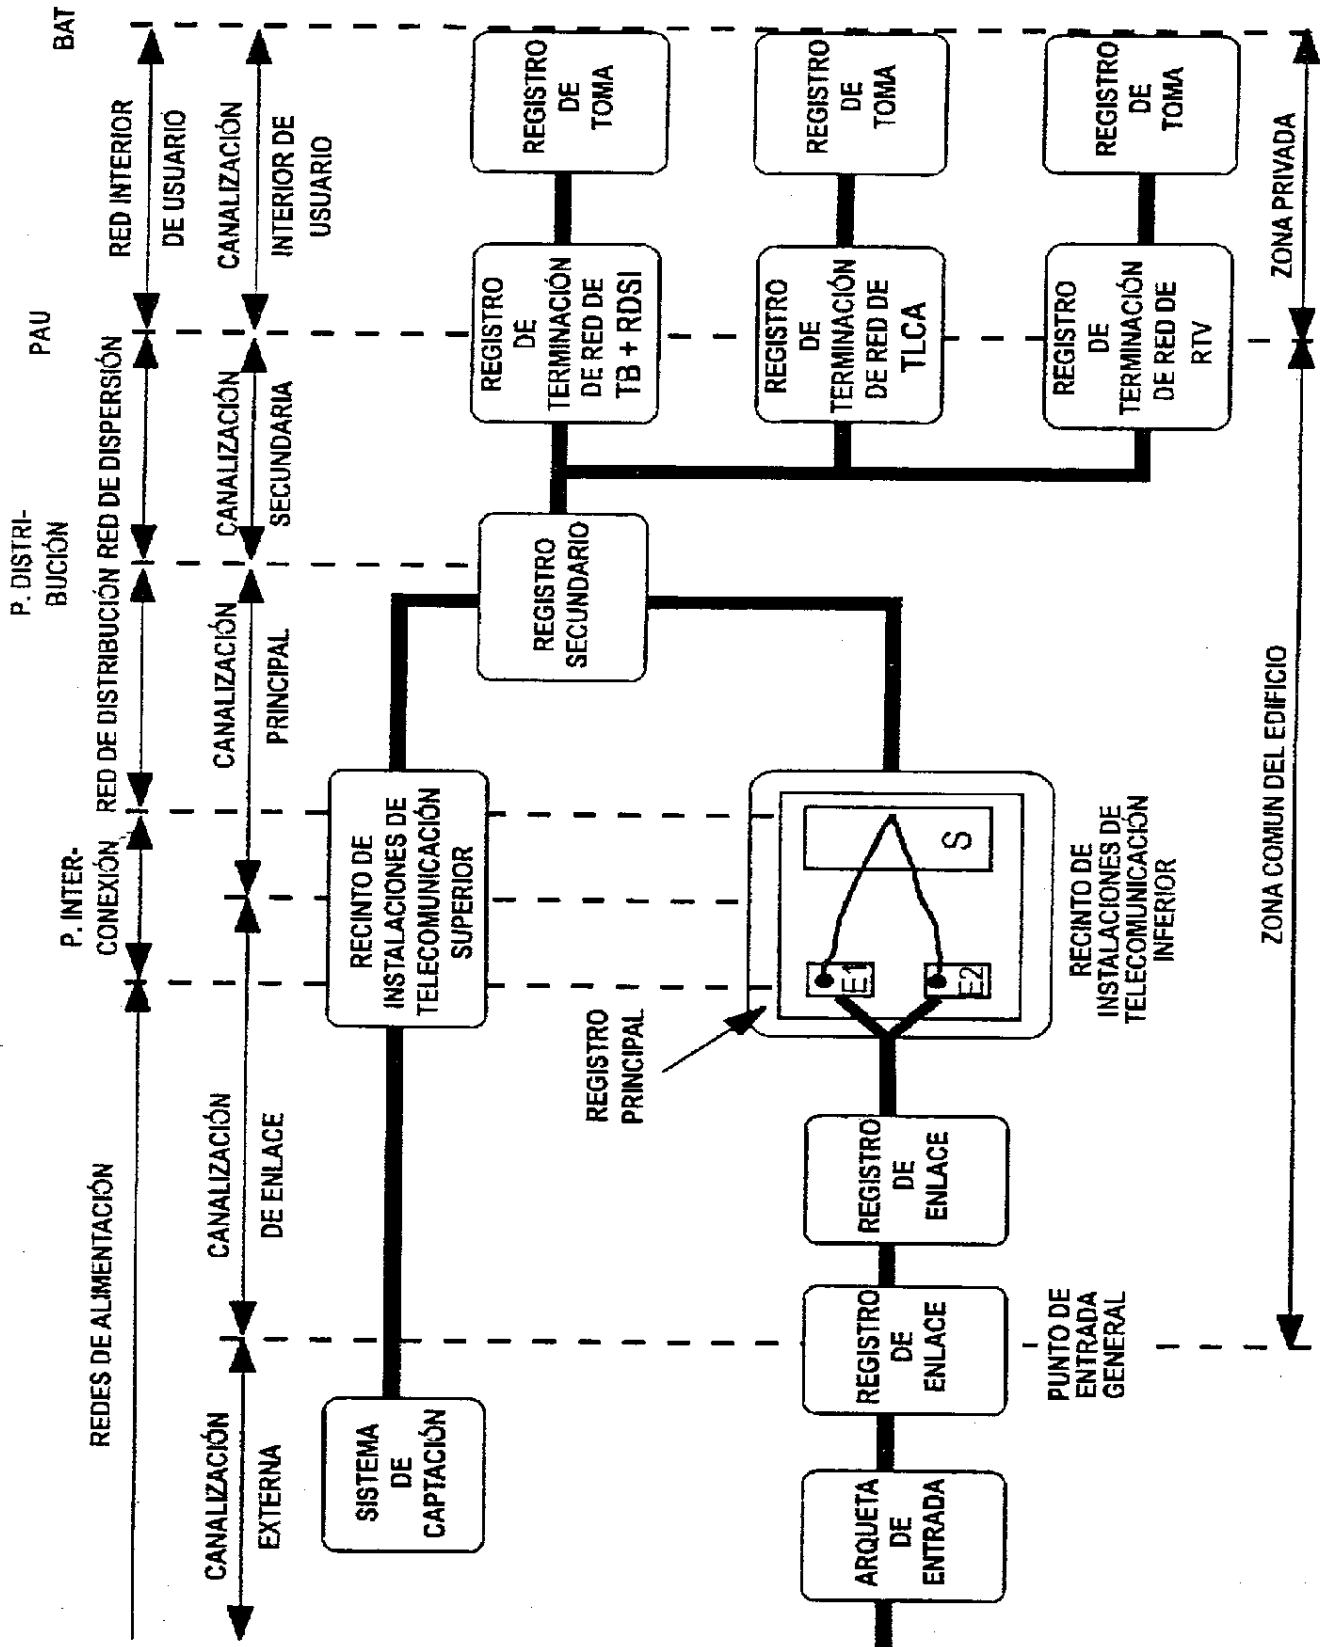 REDES DE ALIMENTACIÓN
P. INTER-
CONEXIÓN
RED DE DISTRIBUCIÓN
P. DISTRI-
BUCIÓN
RED DE DISPERSIÓN
PAU
RED INTERIOR
DE USUARIO
BAT
CANALIZACIÓN
EXTERNA
CANALIZACIÓN
DE ENLACE
CANALIZACIÓN
PRINCIPAL
CANALIZACIÓN
SECUNDARIA
CANALIZACIÓN
INTERIOR DE
USUARIO
SISTEMA
DE
CAPTACIÓN
RECINTO DE
INSTALACIONES DE
TELECOMUNICACIÓN
SUPERIOR
REGISTRO
SECUNDARIO
REGISTRO
DE
TERMINACIÓN
DE RED DE
TB + RDSI
REGISTRO
DE
TOMA
REGISTRO
DE
TERMINACIÓN
DE RED DE
TLCA
REGISTRO
DE
TOMA
REGISTRO
DE
TERMINACIÓN
DE RED DE
RTV
REGISTRO
DE
TOMA
REGISTRO
PRINCIPAL
ARQUETA
DE
ENTRADA
REGISTRO
DE
ENLACE
REGISTRO
DE
ENLACE
E1
E2
S
PUNTO DE
ENTRADA
GENERAL
RECINTO DE
INSTALACIONES DE
TELECOMUNICACIÓN
INFERIOR
ZONA COMUN DEL EDIFICIO
ZONA PRIVADA